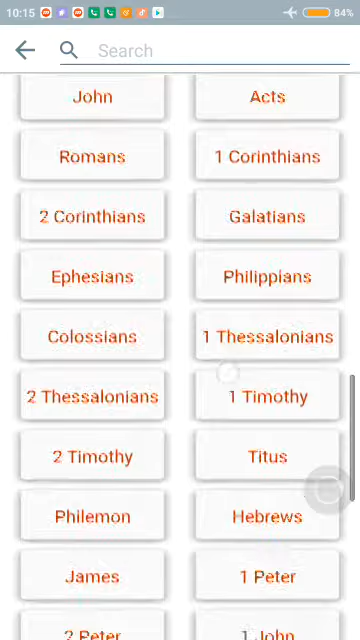 10:15
84%
Search
John
Acts
Romans
1 Corinthians
2 Corinthians
Galatians
Ephesians
Philippians
Colossians
1 Thessalonians
2 Thessalonians
1 Timothy
2 Timothy
Titus
Philemon
Hebrews
James
1 Peter
2 Peter
1 John